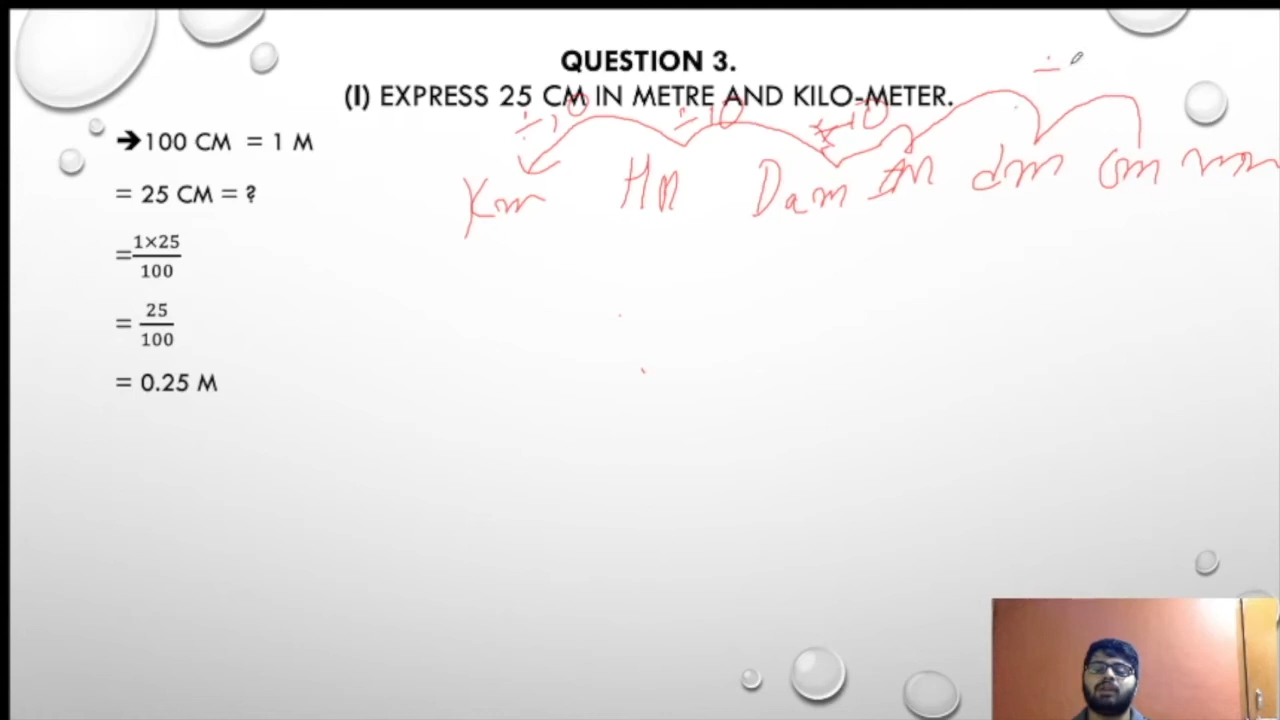 QUESTION 3.
(I) EXPRESS 25 CM IN METRE AND KILO-METER.
➔100 CM = 1 M
= 25 CM = ?
=1×25/100
= 25/100
= 0.25 M
÷10 ÷10 ÷10 ÷
Km Hm Dam M dm Cm mm